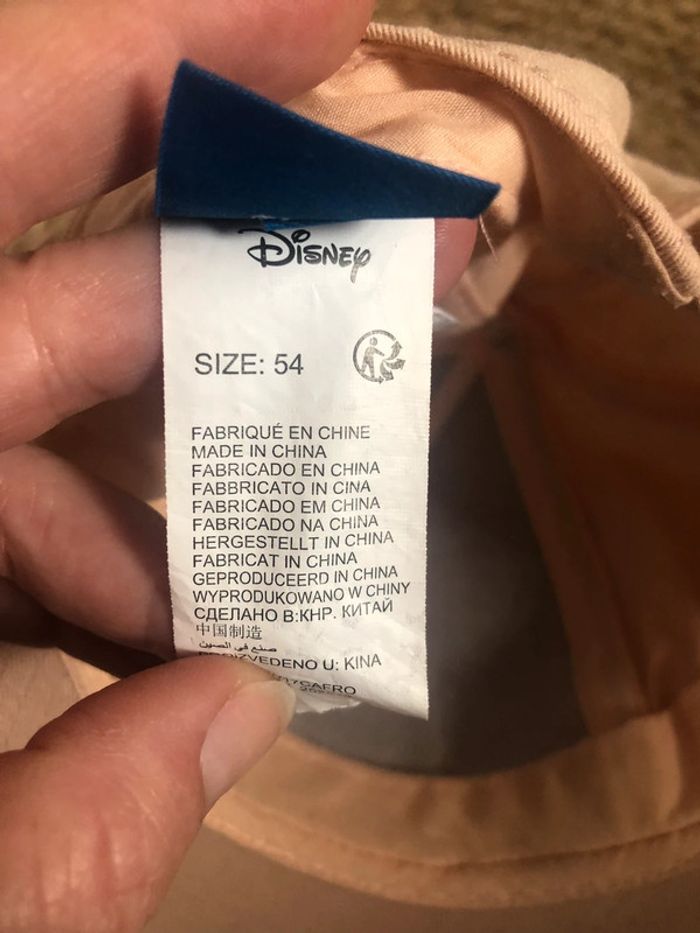 Disney
SIZE: 54
FABRIQUÉ EN CHINE
MADE IN CHINA
FABRICADO EN CHINA
FABBRICATO IN CINA
FABRICADO EM CHINA
FABRICADO NA CHINA
HERGESTELLT IN CHINA
FABRICAT IN CHINA
GEPRODUCEERD IN CHINA
WYPRODUKOWANO W CHINY
СДЕЛАНО В:КНР. КИТАЙ
中国制造
صنع في الصين
PROIZVEDENO U: KINA